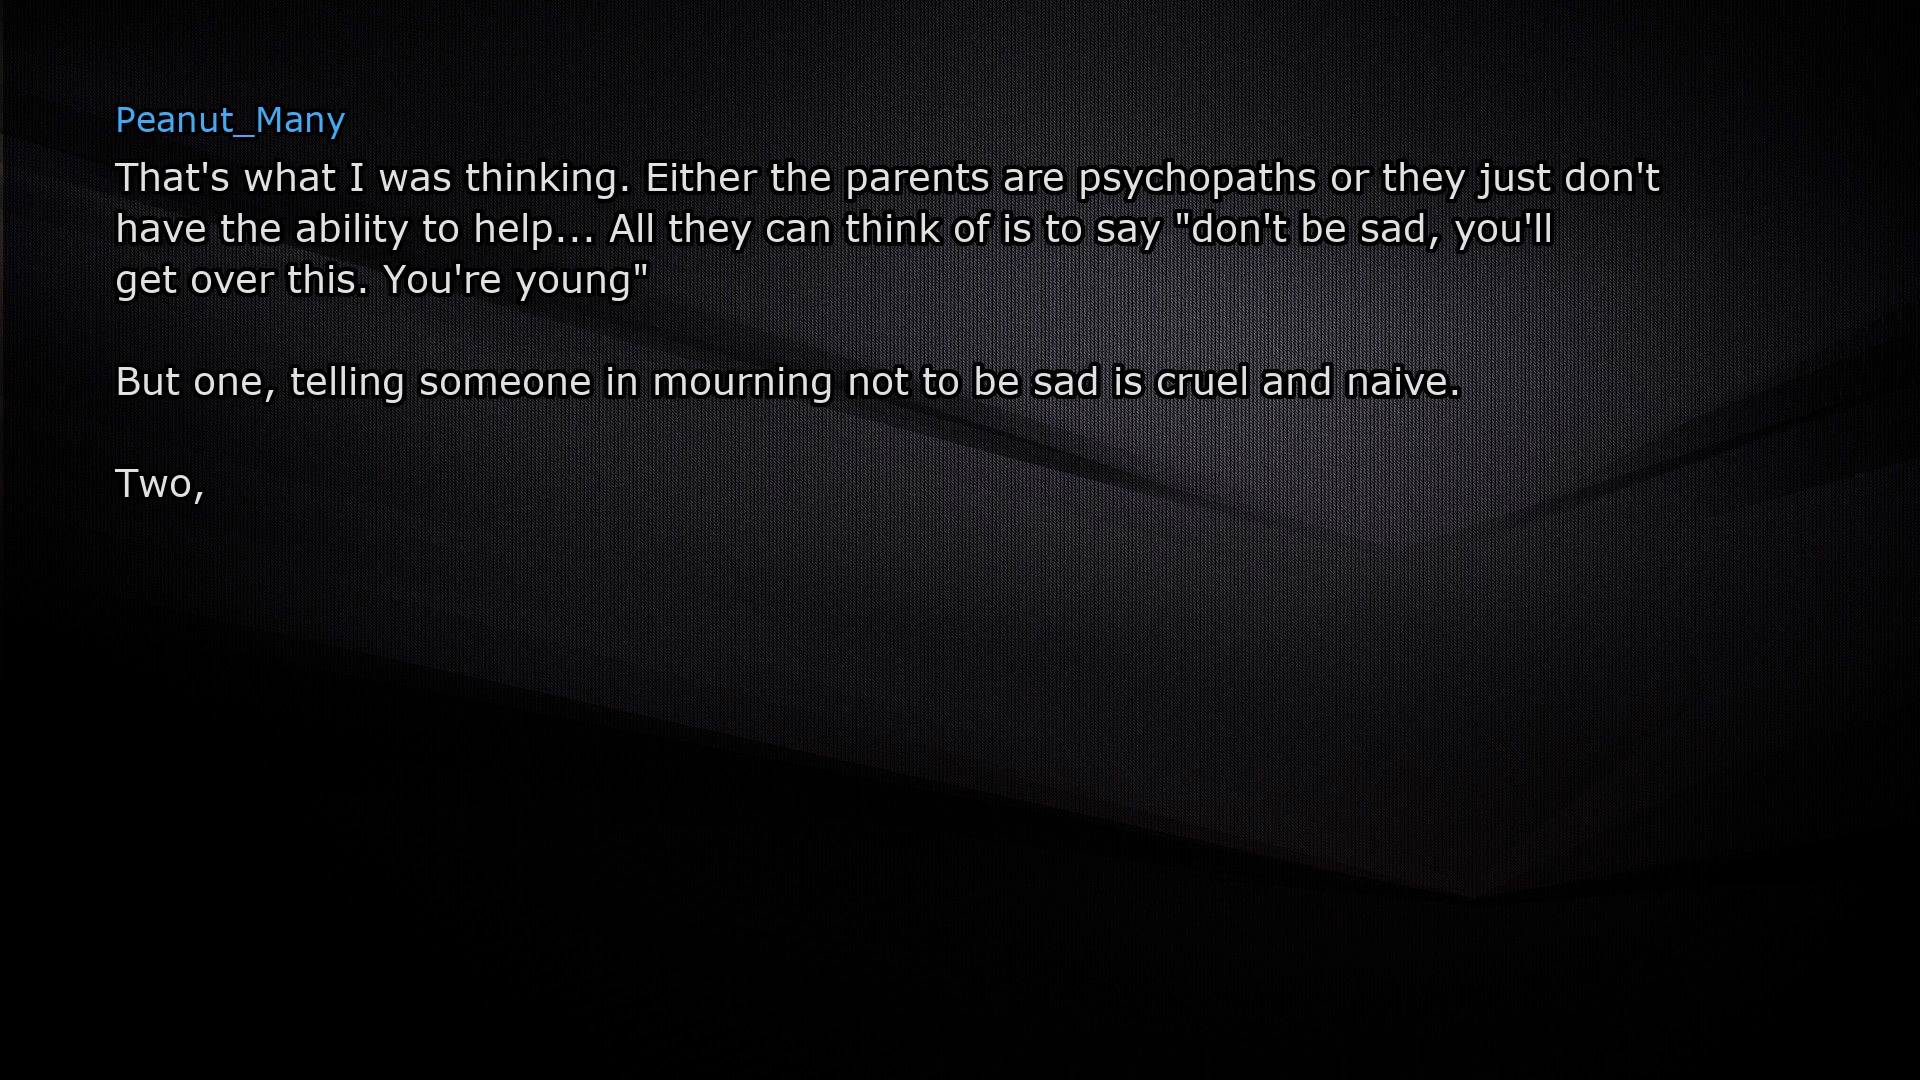 Peanut_Many
That's what I was thinking. Either the parents are psychopaths or they just don't
have the ability to help... All they can think of is to say "don't be sad, you'll
get over this. You're young"
But one, telling someone in mourning not to be sad is cruel and naive.
Two,